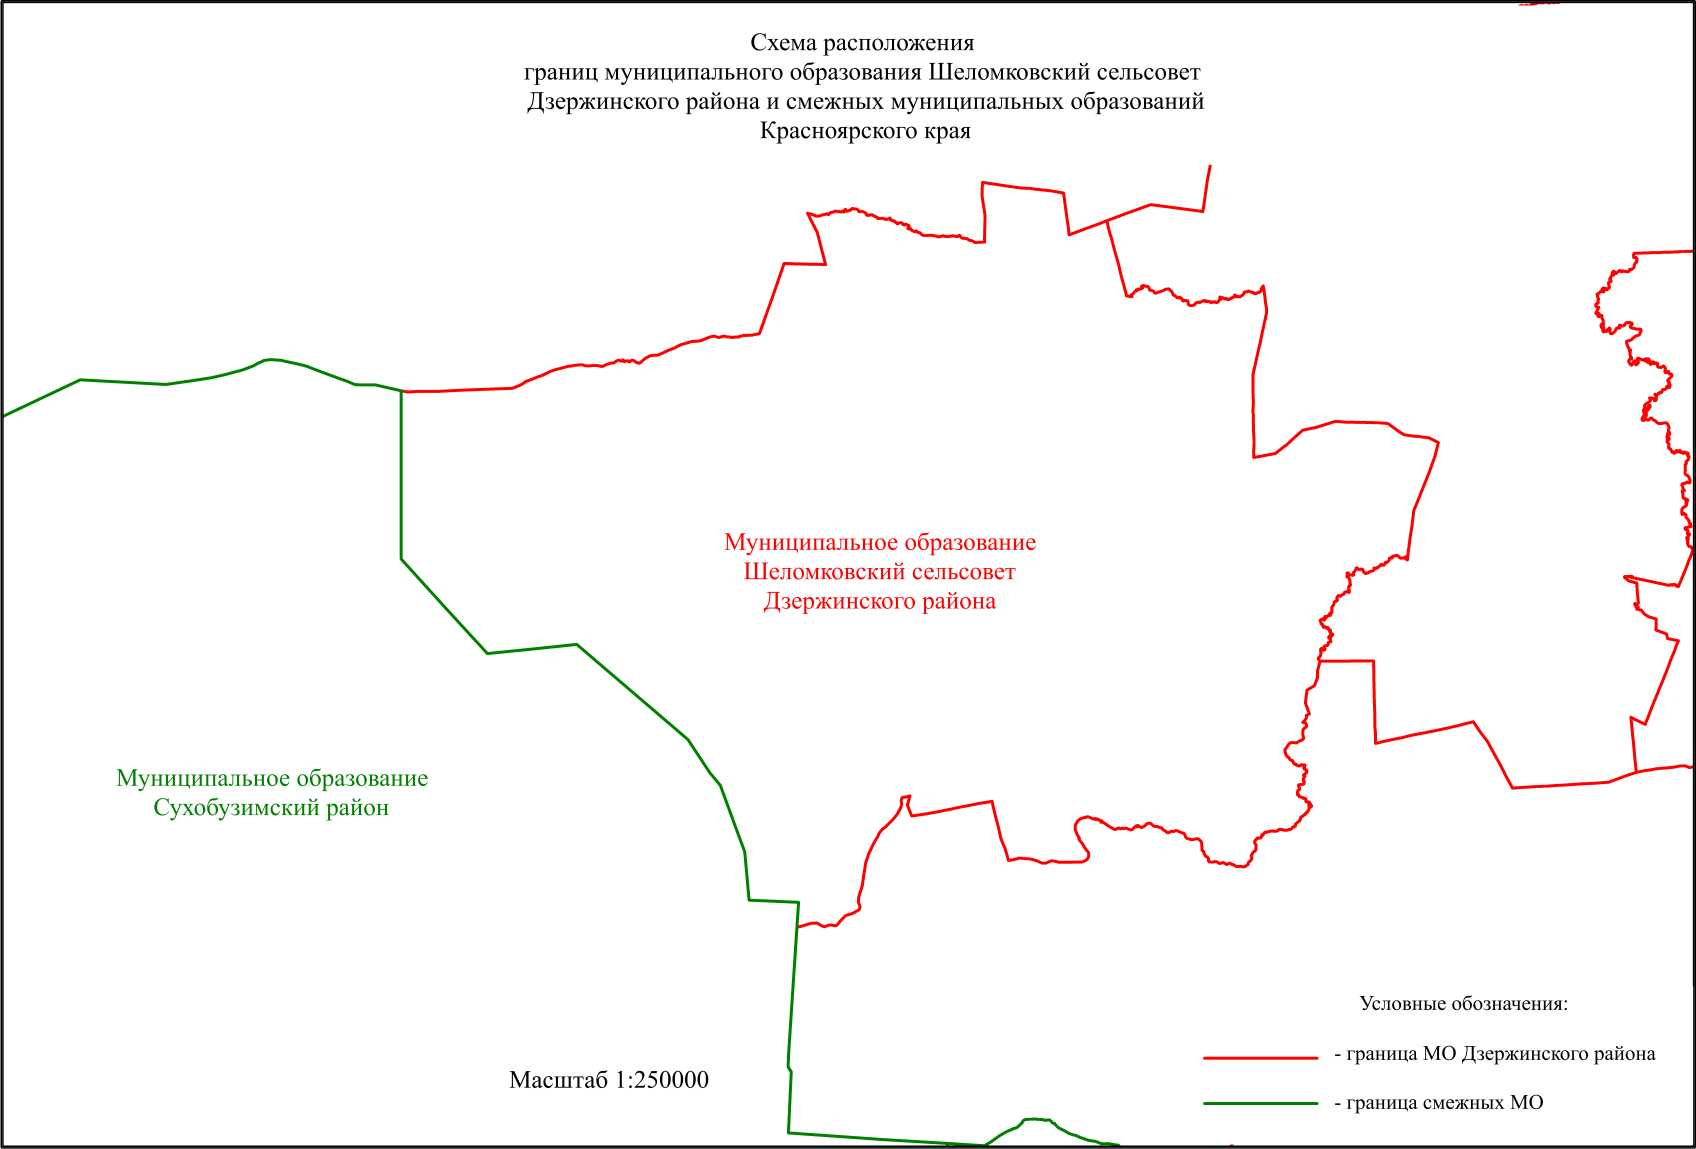 Схема расположения
границ муниципального образования Шеломковский сельсовет
Дзержинского района и смежных муниципальных образований
Красноярского края
Муниципальное образование
Шеломковский сельсовет
Дзержинского района
Муниципальное образование
Сухобузимский район
Условные обозначения:
- граница МО Дзержинского района
Масштаб 1:250000
- граница смежных МО